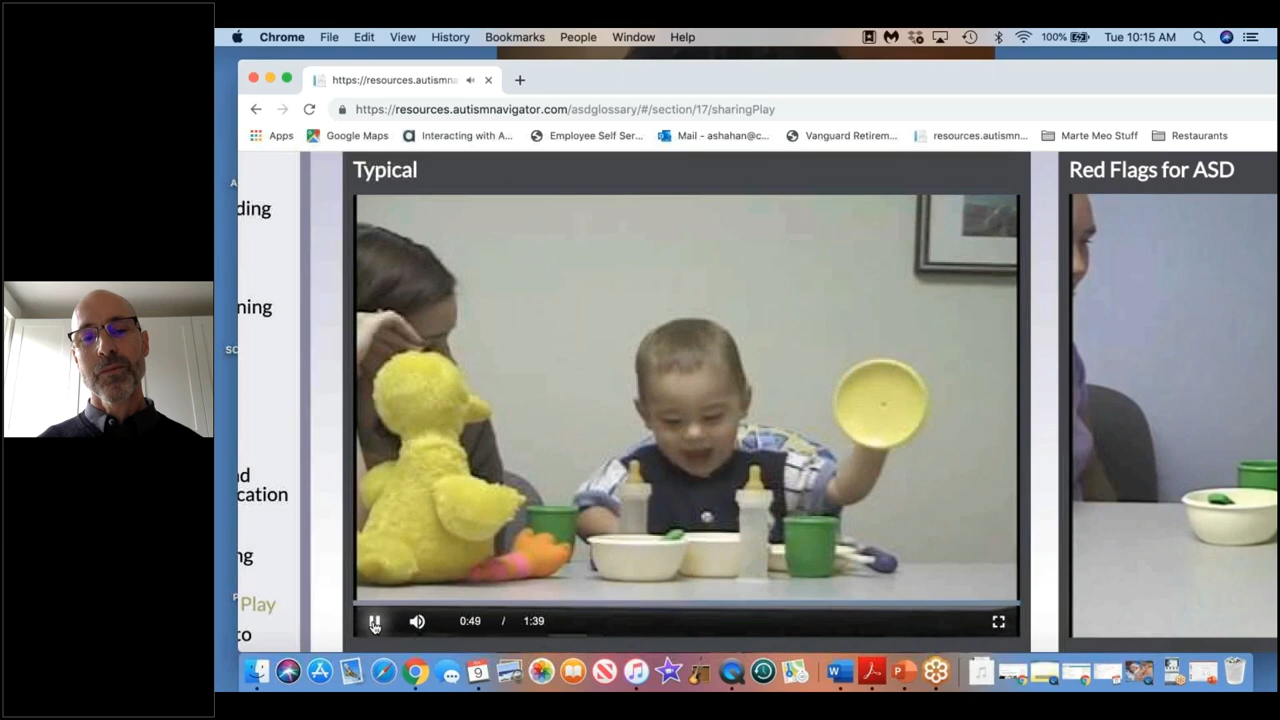 Chrome File Edit View History Bookmarks People Window Help 100% Tue 10:15 AM
https://resources.autismna
https://resources.autismnavigator.com/asdglossary/#/section/17/sharingPlay
Apps Google Maps Interacting with A... Employee Self Ser... Mail - ashahan@c... Vanguard Retirem... resources.autismn... Marte Meo Stuff Restaurants
Typical Red Flags for ASD
ding
ning
nd
cation
ng
Play
to
0:49 / 1:39
9